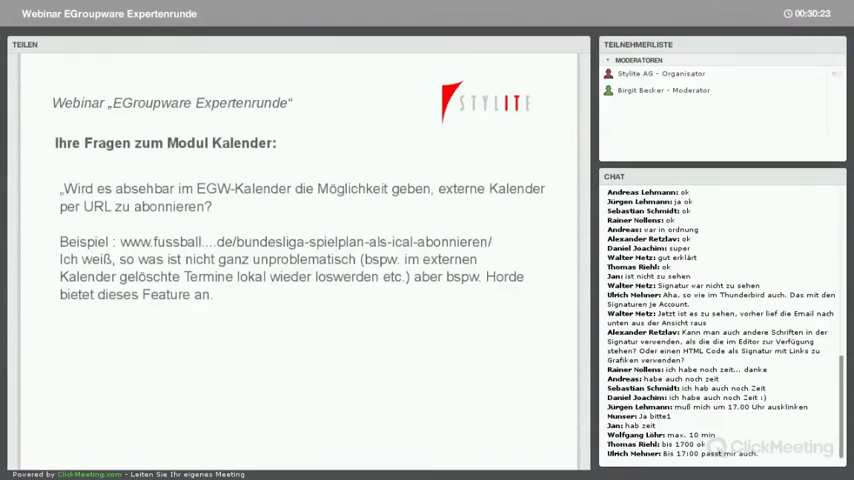 Webinar EGroupware Expertenrunde
00:30:23
TEILEN
Webinar „EGroupware Expertenrunde“
STYLITE
Ihre Fragen zum Modul Kalender:
„Wird es absehbar im EGW-Kalender die Möglichkeit geben, externe Kalender
per URL zu abonnieren?
Beispiel : www.fussball....de/bundesliga-spielplan-als-ical-abonnieren/
Ich weiß, so was ist nicht ganz unproblematisch (bspw. im externen
Kalender gelöschte Termine lokal wieder loswerden etc.) aber bspw. Horde
bietet dieses Feature an.
TEILNEHMERLISTE
MODERATOREN
Stylite AG - Organisator
Birgit Becker - Moderator
CHAT
Andreas Lehmann: ok
Jürgen Lehmann: ja ok
Sebastian Schmidt: ok
Rainer Nollens: ok
Andreas: var in ordnung
Alexander Retzlav: ok
Daniel Joachim: super
Walter Metz: gut erklärt
Thomas Riehl: ok
Jan: ist nicht zu sehen
Walter Metz: Signatur war nicht zu sehen
Ulrich Mehner: Aha, so wie im Thunderbird auch. Das mit den
Signaturen je Account.
Walter Metz: Jetzt ist es zu sehen, vorher lief die Email nach
unten aus der Ansicht raus
Alexander Retzlav: Kann man auch andere Schriften in der
Signatur verwenden, als die die im Editor zur Verfügung
stehen? Oder einen HTML Code als Signatur mit Links zu
Grafiken verwenden?
Rainer Nollens: ich habe noch zeit... danke
Andreas: habe auch noch zeit
Sebastian Schmidt: ich hab auch noch Zeit
Daniel Joachim: ich habe auch noch Zeit :)
Jürgen Lehmann: muß mich um 17.00 Uhr ausklinken
Hunser: Ja bitte1
Jan: hab zeit
Wolfgang Löhr: max. 10 min
Thomas Riehl: bis 1700 ok
Ulrich Mehner: Bis 17:00 passt mir auch.
ClickMeeting
Powered by ClickMeeting.com - Leiten Sie Ihr eigenes Meeting